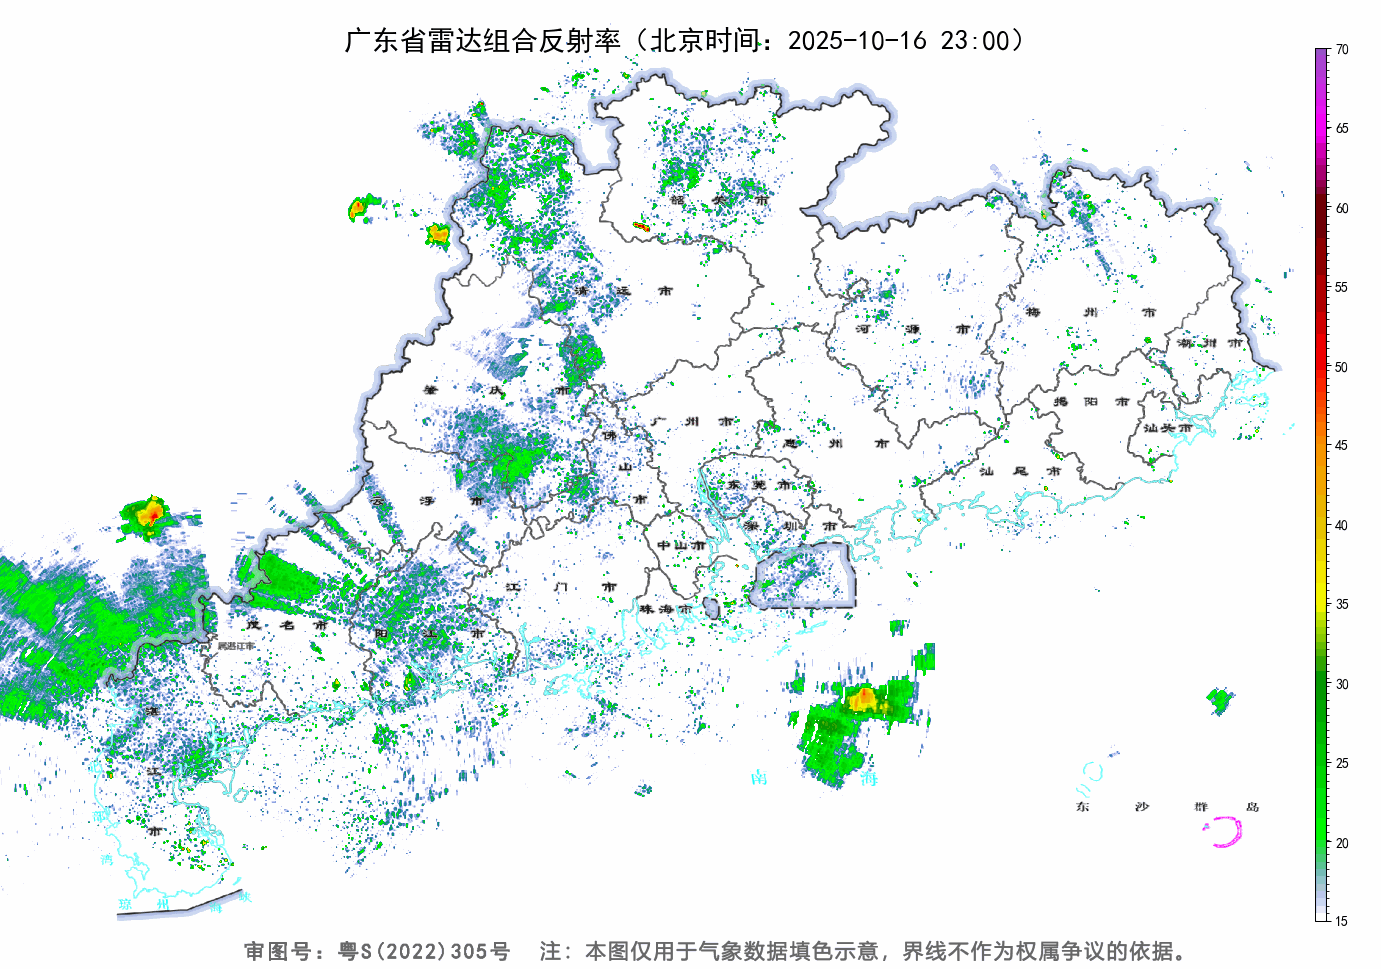 广东省雷达组合反射率（北京时间：2025-10-16 23:00）
70
65
60
55
50
45
40
35
30
25
20
15
韶关市
清远市
河源市
梅州市
潮州市
肇庆市
揭阳市
汕头市
广州市
佛山市
惠州市
汕尾市
东莞市
云浮市
深圳市
中山市
江门市
珠海市
茂名市
阳江市
属湛江市
湛江市
南海
东沙群岛
琼州海峡
审图号：粤S(2022)305号 注：本图仅用于气象数据填色示意，界线不作为权属争议的依据。